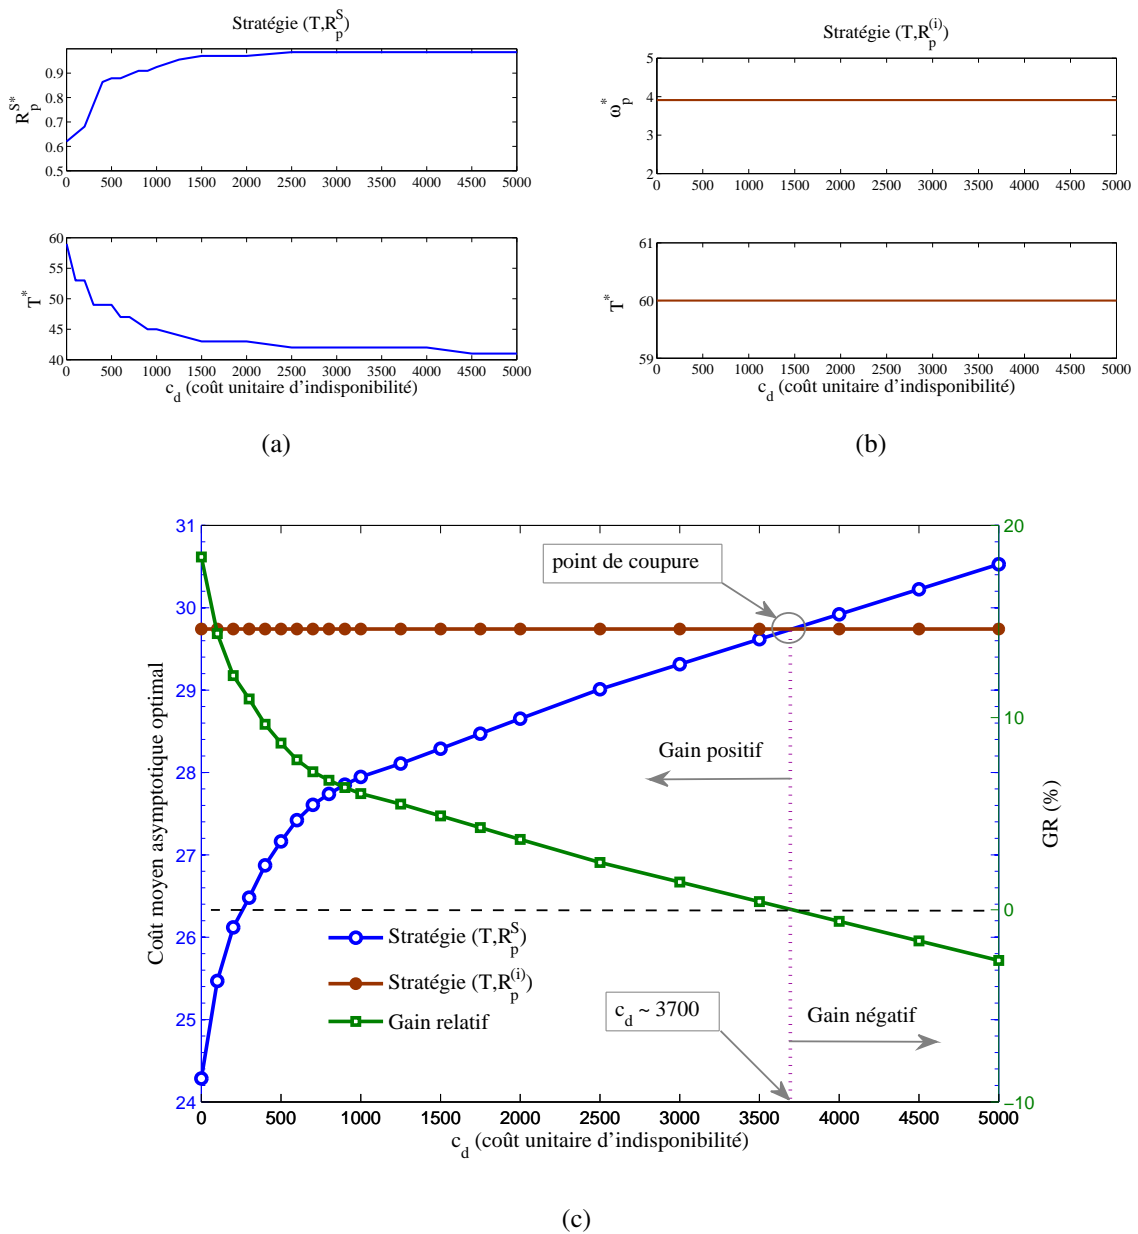 Stratégie (T,R_p^S)
0.9
0.8
0.7
0.6
0.5
R_p^{S*}
0 500 1000 1500 2000 2500 3000 3500 4000 4500 5000
60
55
50
45
40
T*
0 500 1000 1500 2000 2500 3000 3500 4000 4500 5000
c_d (coût unitaire d'indisponibilité)
(a)
Stratégie (T,R_p^{(i)})
5
4
3
2
ω_p^*
0 500 1000 1500 2000 2500 3000 3500 4000 4500 5000
61
60
59
T*
0 500 1000 1500 2000 2500 3000 3500 4000 4500 5000
c_d (coût unitaire d'indisponibilité)
(b)
31
30
29
28
27
26
25
24
Coût moyen asymptotique optimal
20
10
0
−10
GR (%)
point de coupure
Gain positif
Stratégie (T,R_p^S)
Stratégie (T,R_p^{(i)})
Gain relatif
c_d ~ 3700
Gain négatif
0 500 1000 1500 2000 2500 3000 3500 4000 4500 5000
c_d (coût unitaire d'indisponibilité)
(c)